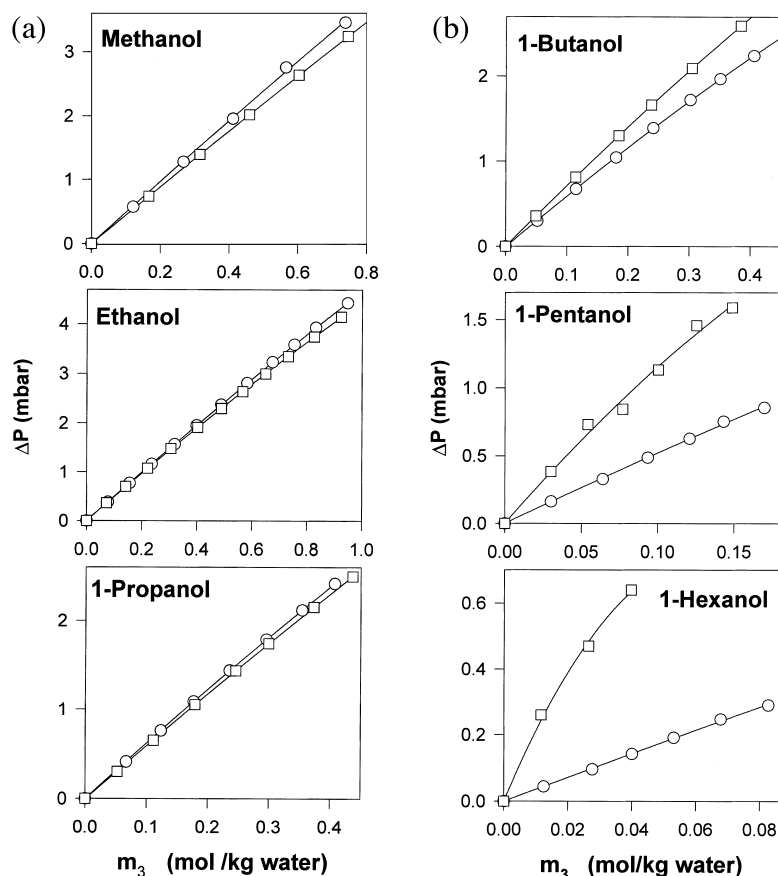 (a)
Methanol
3
2
1
0
0.0 0.2 0.4 0.6 0.8
Ethanol
4
3
2
1
0
0.0 0.2 0.4 0.6 0.8 1.0
ΔP (mbar)
1-Propanol
2
1
0
0.0 0.1 0.2 0.3 0.4
m₃ (mol /kg water)
(b)
1-Butanol
2
1
0
0.0 0.1 0.2 0.3 0.4
1-Pentanol
1.5
1.0
0.5
0.0
0.00 0.05 0.10 0.15
ΔP (mbar)
1-Hexanol
0.6
0.4
0.2
0.0
0.00 0.02 0.04 0.06 0.08
m₃ (mol/kg water)